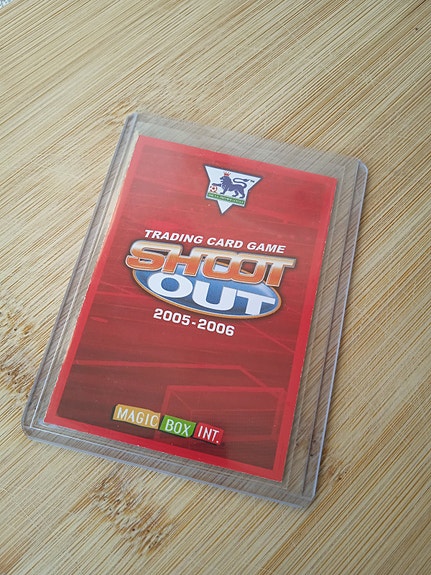 TRADING CARD GAME
SHOOT
OUT
2005-2006
MAGIC BOX INT.